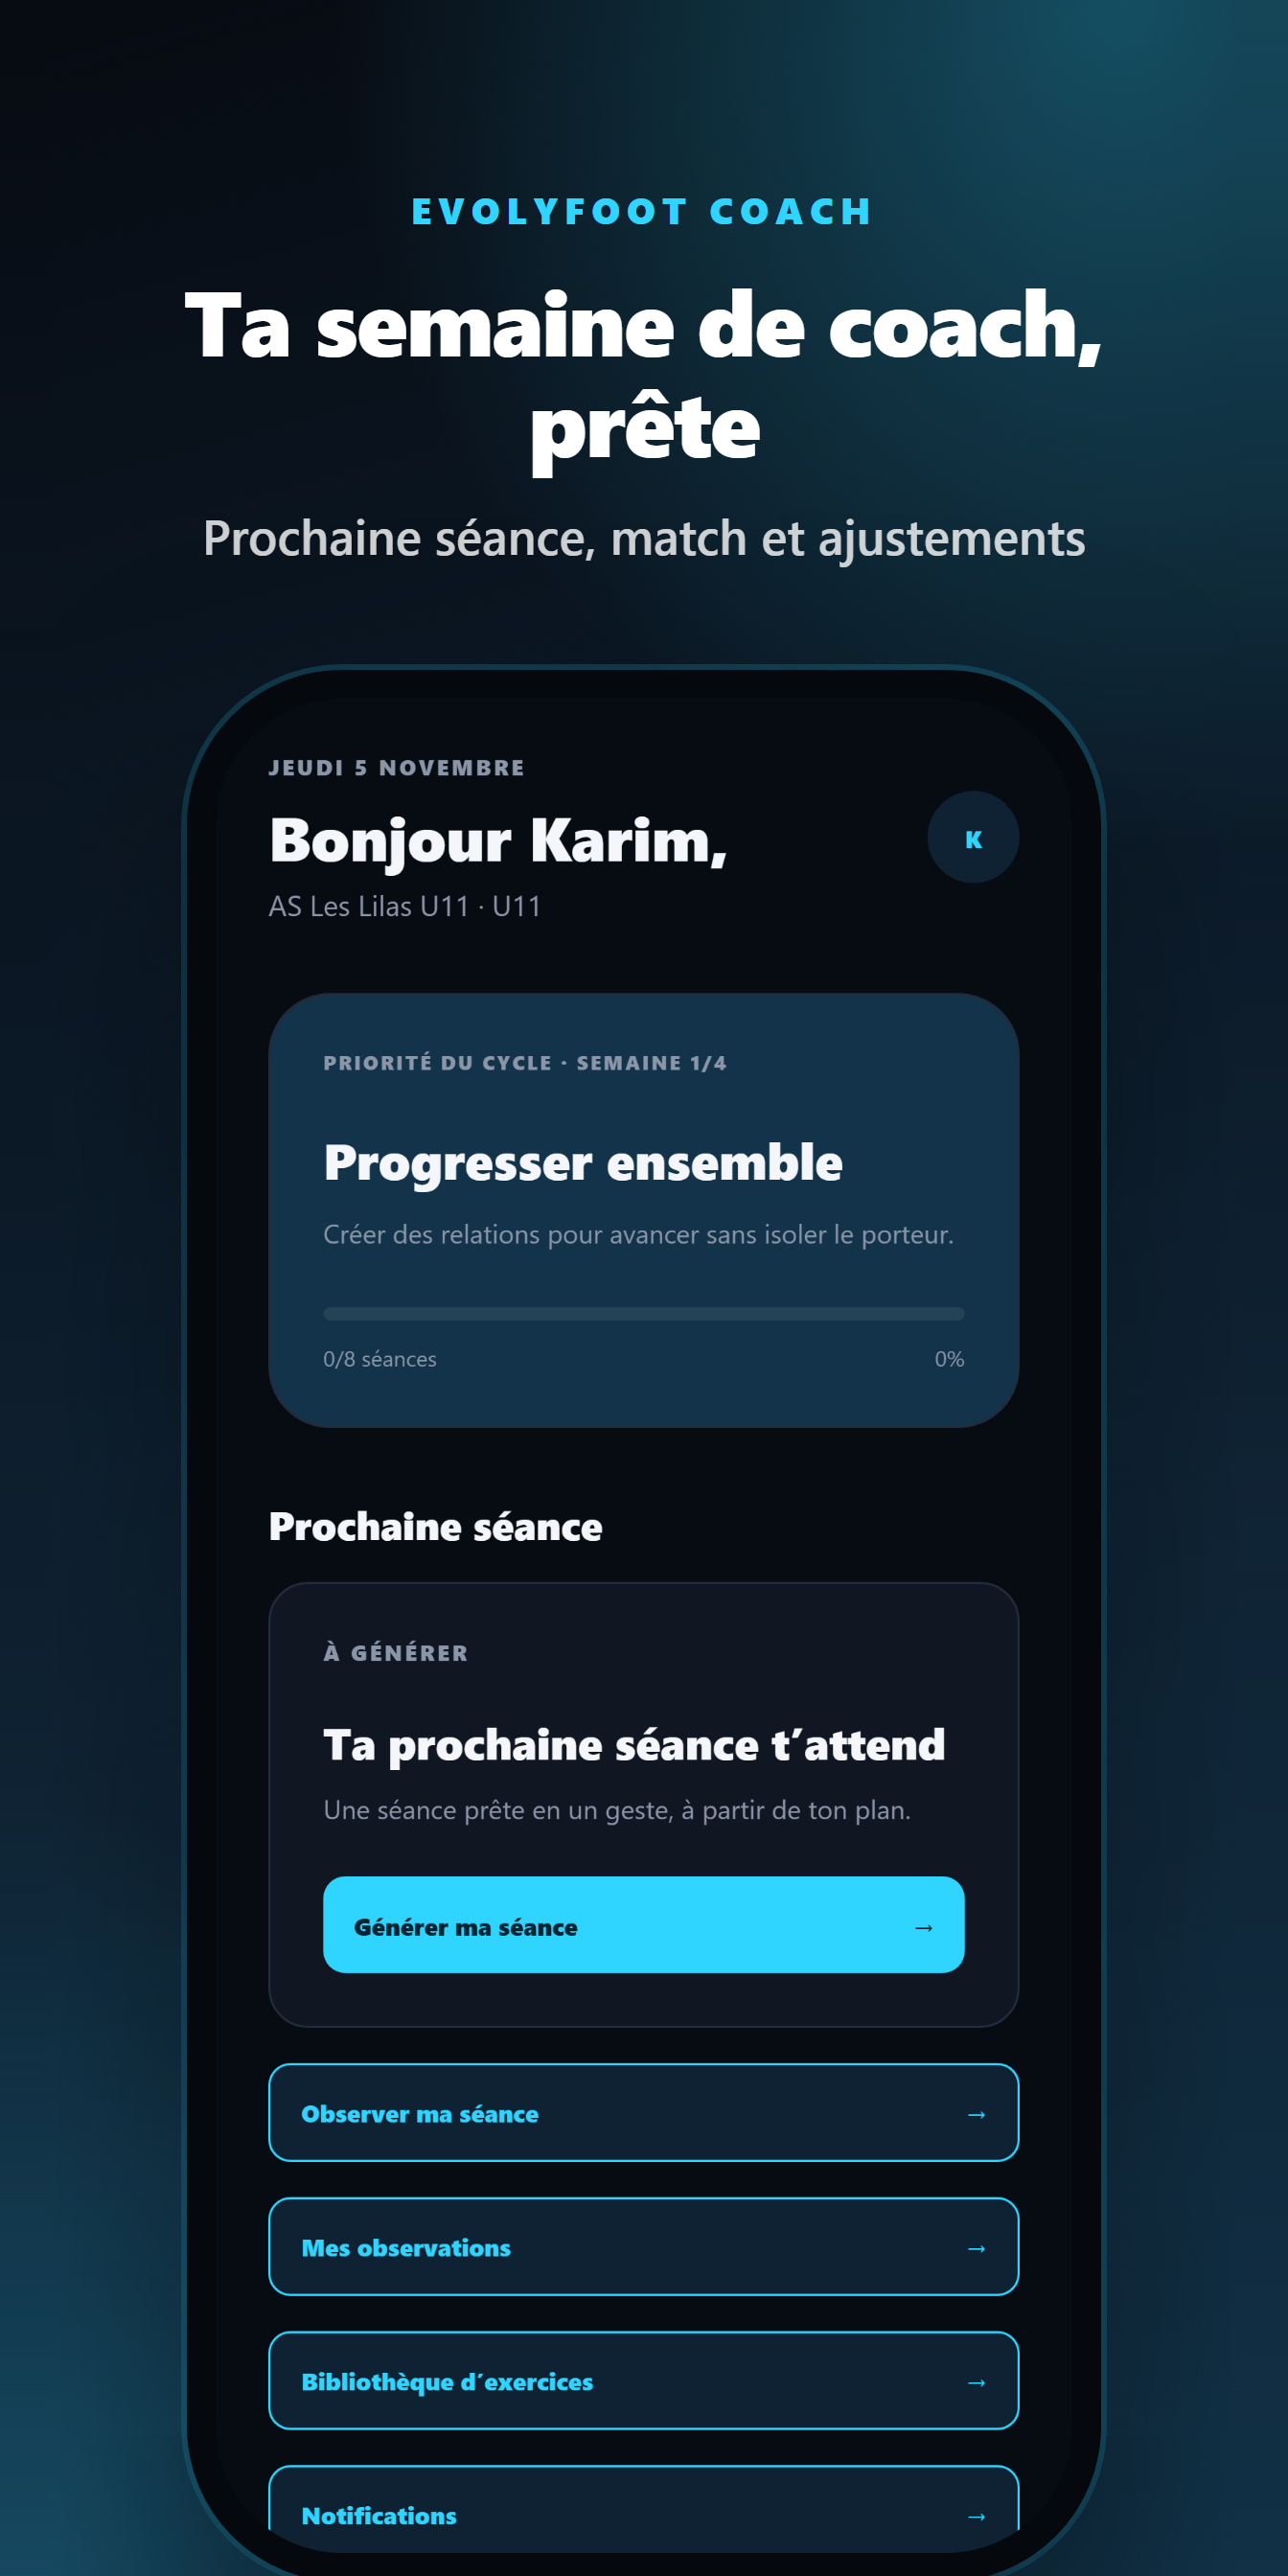 EVOLYFOOT COACH
Ta semaine de coach,
prête
Prochaine séance, match et ajustements
JEUDI 5 NOVEMBRE
Bonjour Karim,
K
AS Les Lilas U11 · U11
PRIORITÉ DU CYCLE · SEMAINE 1/4
Progresser ensemble
Créer des relations pour avancer sans isoler le porteur.
0/8 séances 0%
Prochaine séance
À GÉNÉRER
Ta prochaine séance t’attend
Une séance prête en un geste, à partir de ton plan.
Générer ma séance →
Observer ma séance →
Mes observations →
Bibliothèque d’exercices →
Notifications →